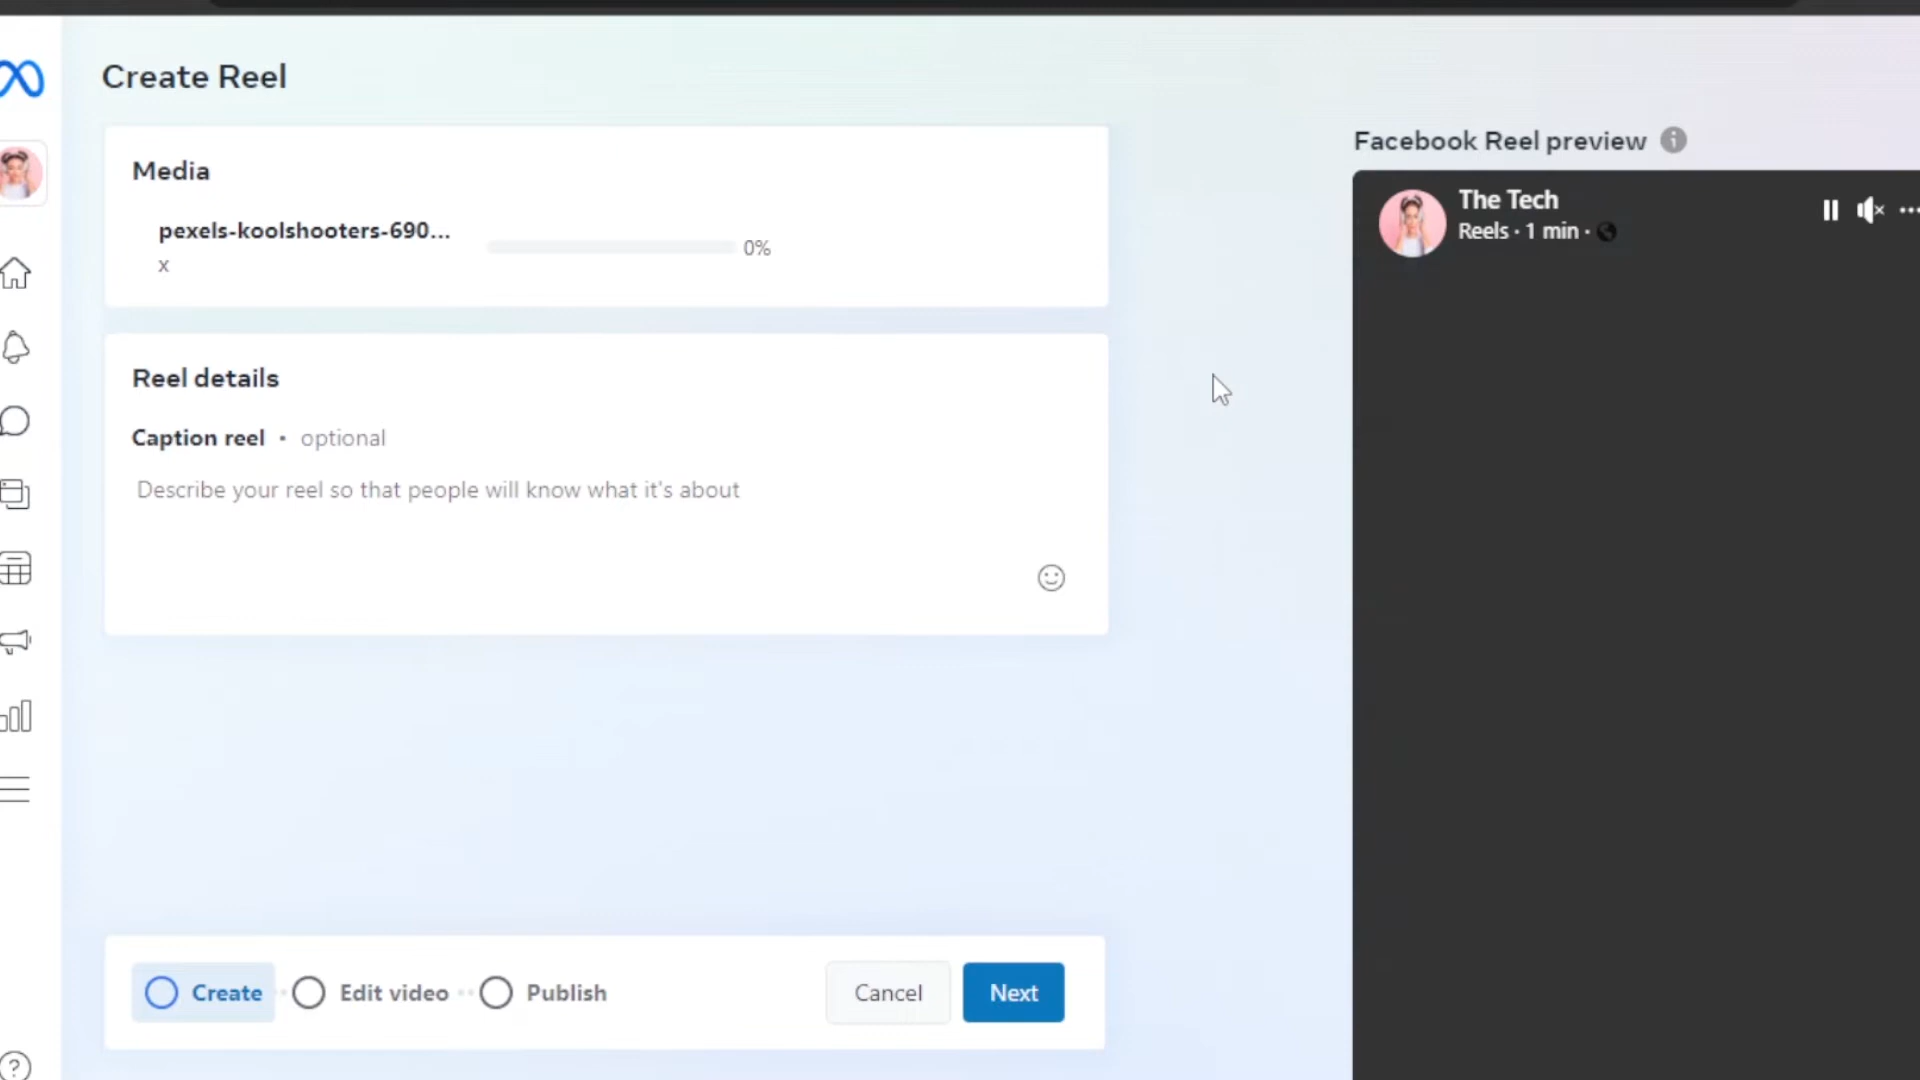 Create Reel
Media
pexels-koolshooters-690...
0%
x
Reel details
Caption reel • optional
Describe your reel so that people will know what it's about
Create
Edit video
Publish
Cancel
Next
Facebook Reel preview
The Tech
Reels · 1 min ·